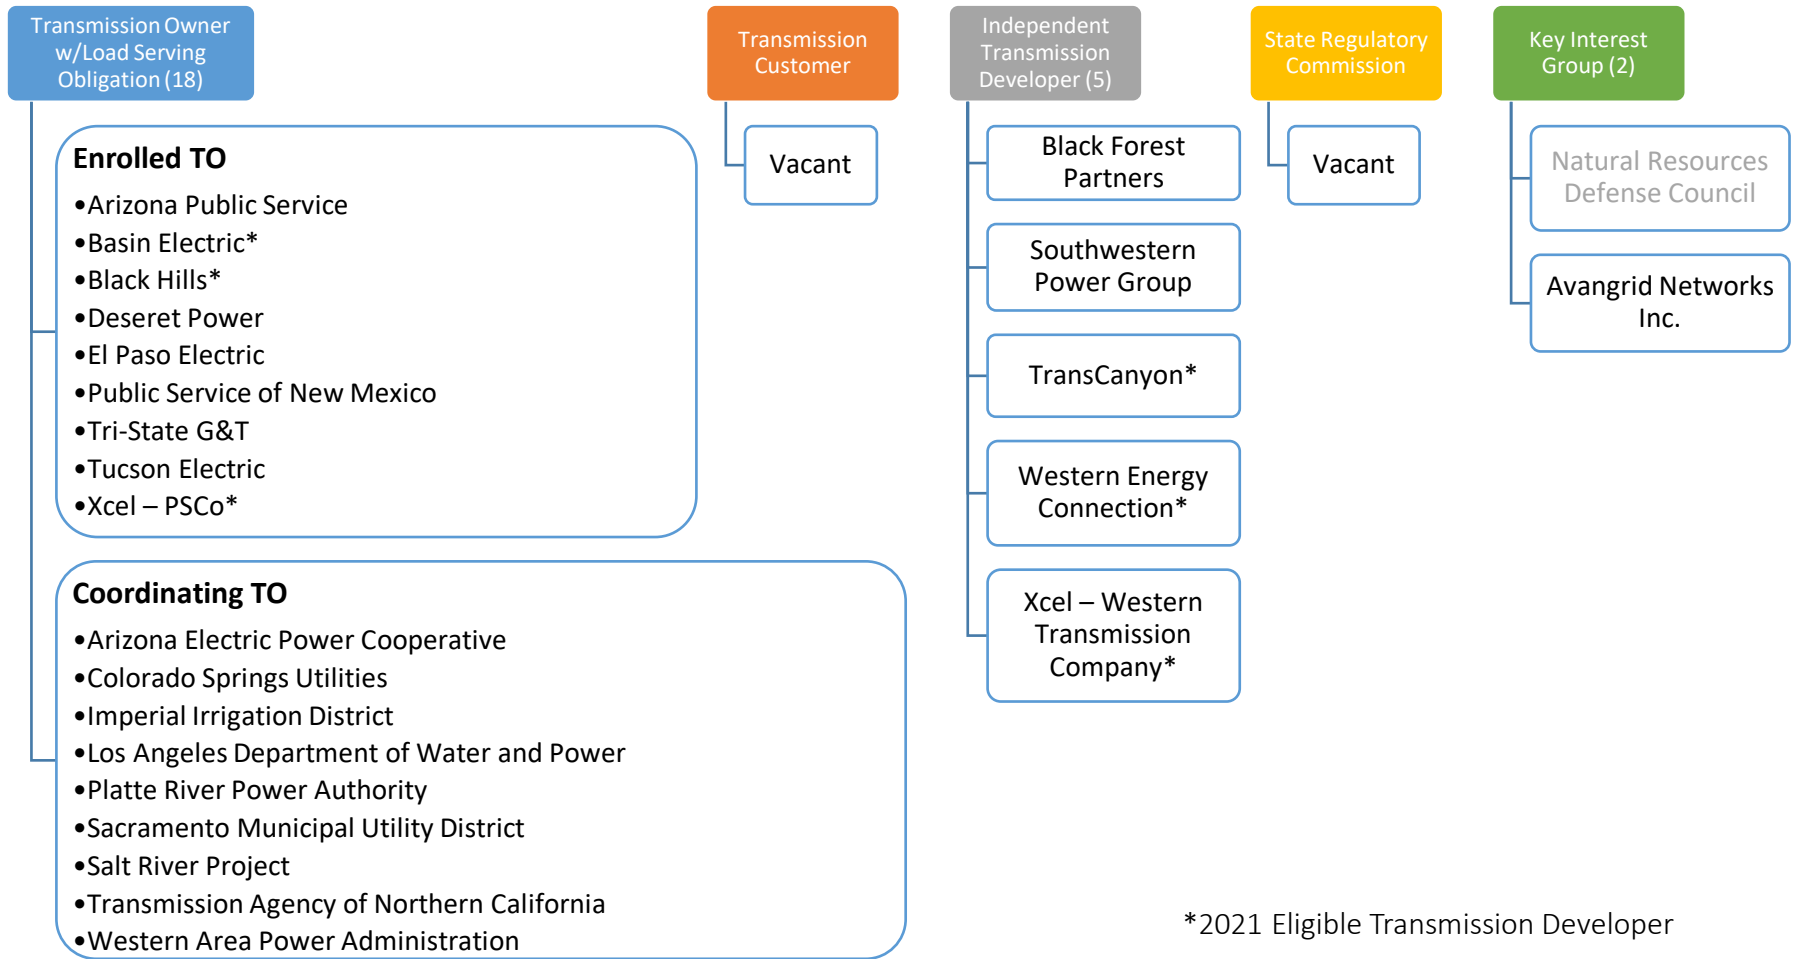 Transmission Owner
w/Load Serving
Obligation (18)
Enrolled TO
•Arizona Public Service
•Basin Electric*
•Black Hills*
•Deseret Power
•El Paso Electric
•Public Service of New Mexico
•Tri-State G&T
•Tucson Electric
•Xcel – PSCo*
Coordinating TO
•Arizona Electric Power Cooperative
•Colorado Springs Utilities
•Imperial Irrigation District
•Los Angeles Department of Water and Power
•Platte River Power Authority
•Sacramento Municipal Utility District
•Salt River Project
•Transmission Agency of Northern California
•Western Area Power Administration
Transmission
Customer
Vacant
Independent
Transmission
Developer (5)
Black Forest
Partners
Southwestern
Power Group
TransCanyon*
Western Energy
Connection*
Xcel – Western
Transmission
Company*
State Regulatory
Commission
Vacant
Key Interest
Group (2)
Natural Resources
Defense Council
Avangrid Networks
Inc.
*2021 Eligible Transmission Developer